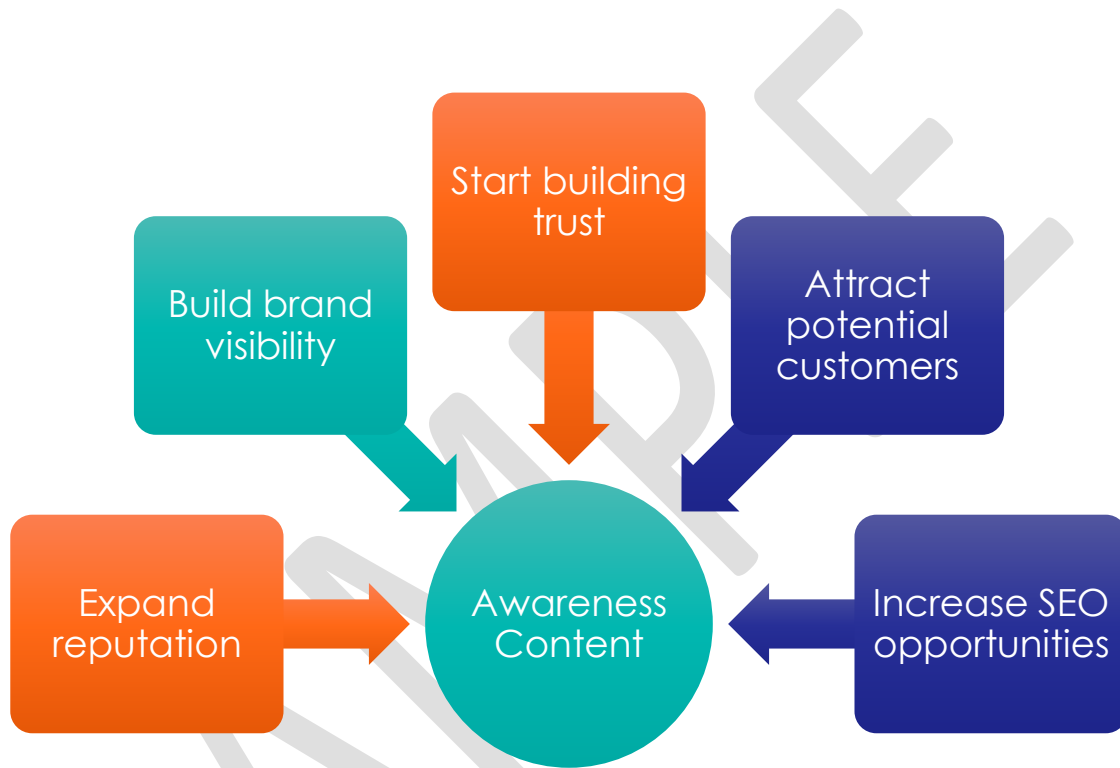 Start building
trust
Build brand
visibility
Attract
potential
customers
Expand
reputation
Awareness
Content
Increase SEO
opportunities